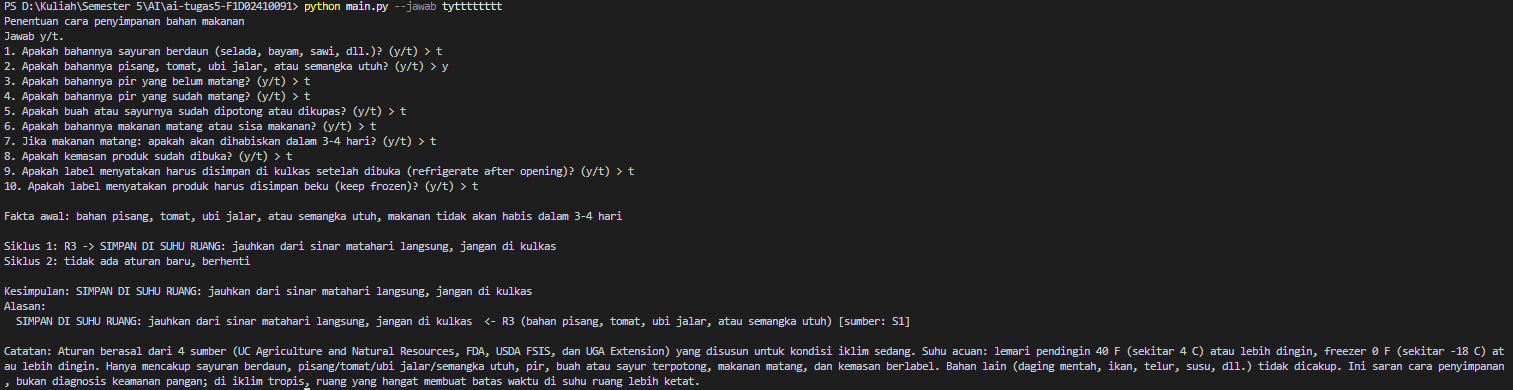 PS D:\Kuliah\Semester 5\AI\ai-tugas5-F1D02410091> python main.py --jawab tytttttttt
Penentuan cara penyimpanan bahan makanan
Jawab y/t.
1. Apakah bahannya sayuran berdaun (selada, bayam, sawi, dll.)? (y/t) > t
2. Apakah bahannya pisang, tomat, ubi jalar, atau semangka utuh? (y/t) > y
3. Apakah bahannya pir yang belum matang? (y/t) > t
4. Apakah bahannya pir yang sudah matang? (y/t) > t
5. Apakah buah atau sayurnya sudah dipotong atau dikupas? (y/t) > t
6. Apakah bahannya makanan matang atau sisa makanan? (y/t) > t
7. Jika makanan matang: apakah akan dihabiskan dalam 3-4 hari? (y/t) > t
8. Apakah kemasan produk sudah dibuka? (y/t) > t
9. Apakah label menyatakan harus disimpan di kulkas setelah dibuka (refrigerate after opening)? (y/t) > t
10. Apakah label menyatakan produk harus disimpan beku (keep frozen)? (y/t) > t
Fakta awal: bahan pisang, tomat, ubi jalar, atau semangka utuh, makanan tidak akan habis dalam 3-4 hari
Siklus 1: R3 -> SIMPAN DI SUHU RUANG: jauhkan dari sinar matahari langsung, jangan di kulkas
Siklus 2: tidak ada aturan baru, berhenti
Kesimpulan: SIMPAN DI SUHU RUANG: jauhkan dari sinar matahari langsung, jangan di kulkas
Alasan:
SIMPAN DI SUHU RUANG: jauhkan dari sinar matahari langsung, jangan di kulkas <- R3 (bahan pisang, tomat, ubi jalar, atau semangka utuh) [sumber: S1]
Catatan: Aturan berasal dari 4 sumber (UC Agriculture and Natural Resources, FDA, USDA FSIS, dan UGA Extension) yang disusun untuk kondisi iklim sedang. Suhu acuan: lemari pendingin 40 F (sekitar 4 C) atau lebih dingin, freezer 0 F (sekitar -18 C) at
au lebih dingin. Hanya mencakup sayuran berdaun, pisang/tomat/ubi jalar/semangka utuh, pir, buah atau sayur terpotong, makanan matang, dan kemasan berlabel. Bahan lain (daging mentah, ikan, telur, susu, dll.) tidak dicakup. Ini saran cara penyimpanan
, bukan diagnosis keamanan pangan; di iklim tropis, ruang yang hangat membuat batas waktu di suhu ruang lebih ketat.